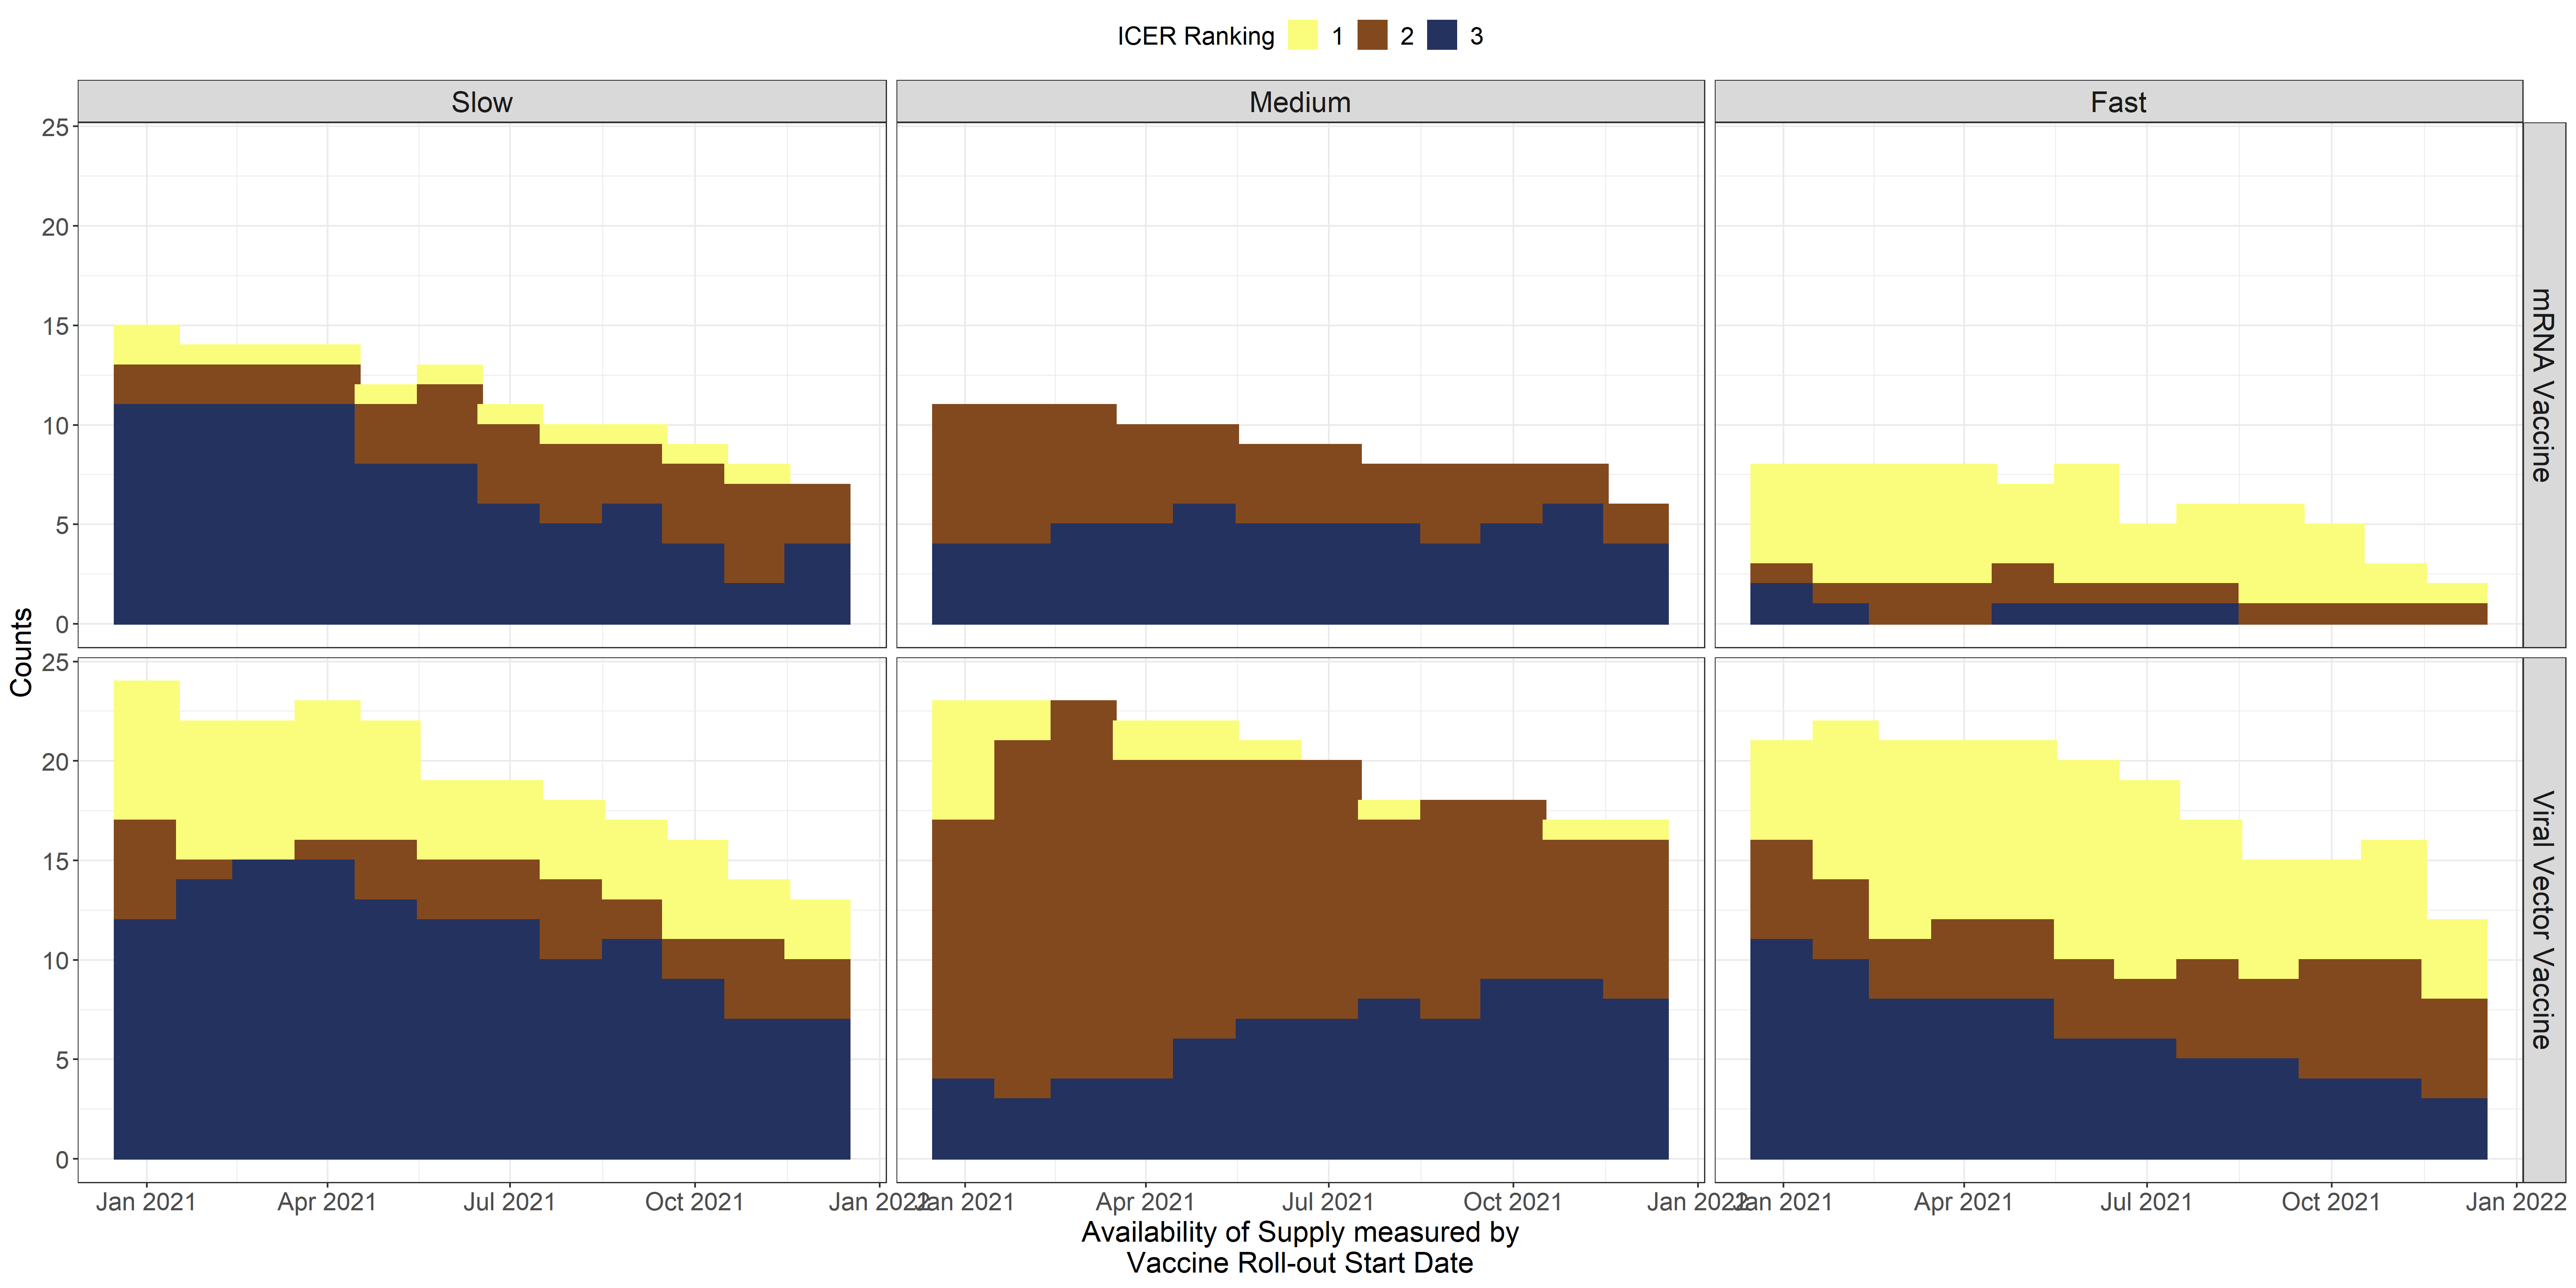 ICER Ranking 1 2 3
Slow Medium Fast
25
20
15
10
5
0
mRNA Vaccine
Counts
25
20
15
10
5
0
Viral Vector Vaccine
Jan 2021 Apr 2021 Jul 2021 Oct 2021 Jan 2022 Jan 2021 Apr 2021 Jul 2021 Oct 2021 Jan 2022 Jan 2021 Apr 2021 Jul 2021 Oct 2021 Jan 2022
Availability of Supply measured by
Vaccine Roll-out Start Date